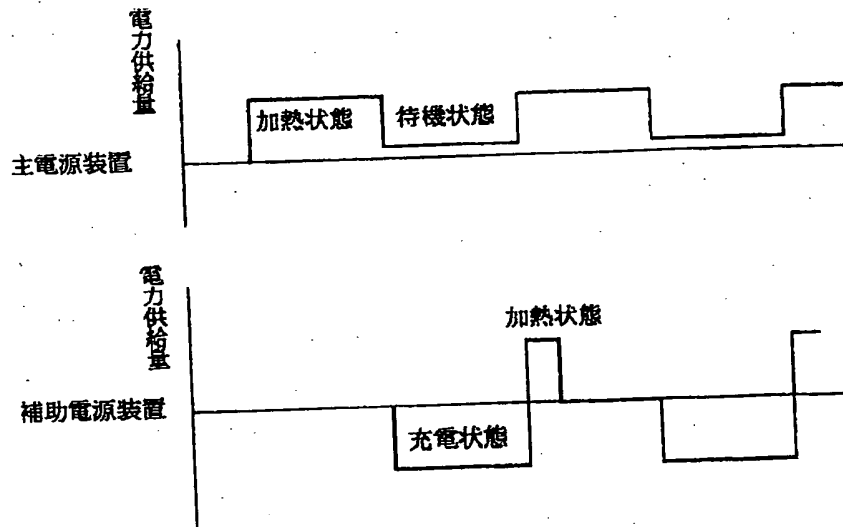 電力供給量
加熱状態
待機状態
主電源装置
電力供給量
加熱状態
補助電源装置
充電状態